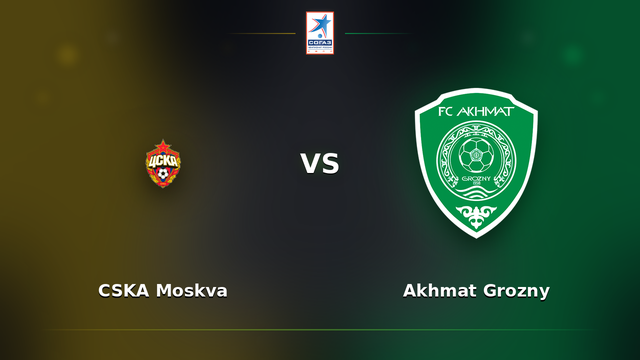 СОГАЗ
ЦСКА
VS
FC AKHMAT
GROZNY
CSKA Moskva
Akhmat Grozny